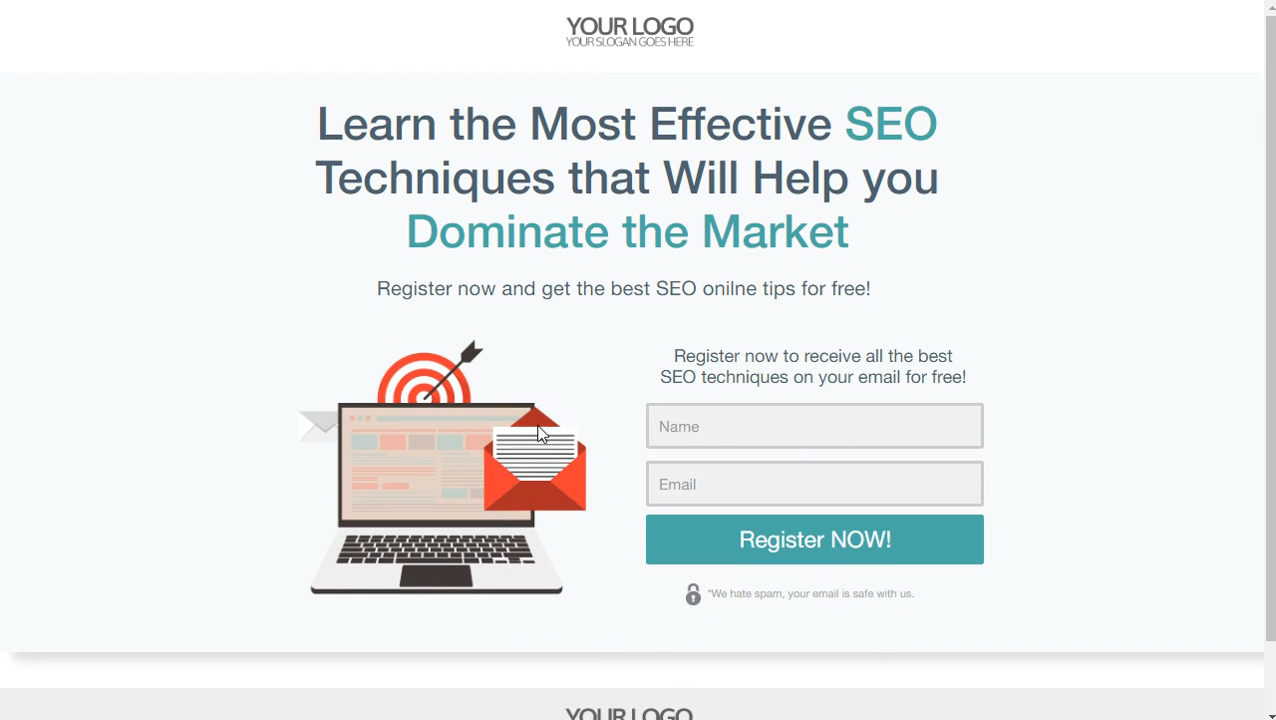 YOUR LOGO
YOUR SLOGAN GOES HERE
Learn the Most Effective SEO
Techniques that Will Help you
Dominate the Market
Register now and get the best SEO onilne tips for free!
Register now to receive all the best
SEO techniques on your email for free!
Name
Email
Register NOW!
*We hate spam, your email is safe with us.
YOUR LOGO